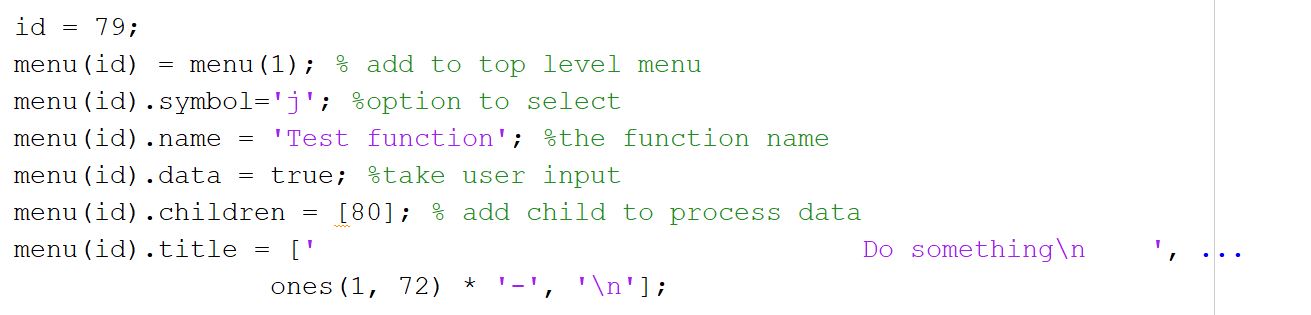 id = 79;
menu(id) = menu(1); % add to top level menu
menu(id).symbol='j'; %option to select
menu(id).name = 'Test function'; %the function name
menu(id).data = true; %take user input
menu(id).children = [80]; % add child to process data
menu(id).title = ['                                  Do something\n    ', ...
                ones(1, 72) * '-', '\n'];